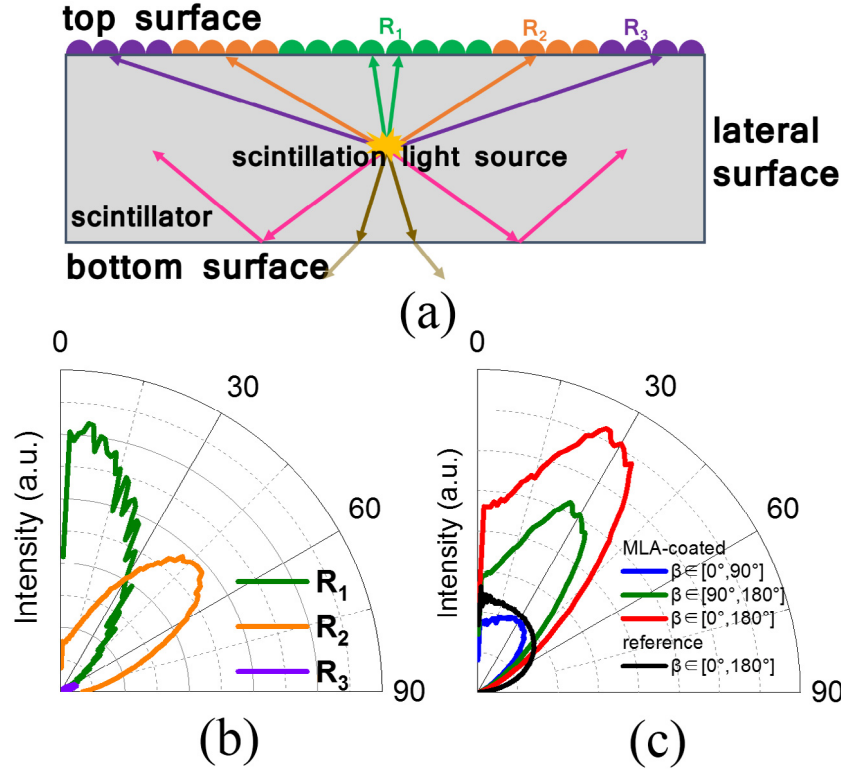 top surface
R1
R2
R3
scintillation light source
lateral
surface
scintillator
bottom surface
(a)
0
30
60
90
Intensity (a.u.)
R1
R2
R3
(b)
0
30
60
90
Intensity (a.u.)
MLA-coated
β∈[0°,90°]
β∈[90°,180°]
β∈[0°,180°]
reference
β∈[0°,180°]
(c)